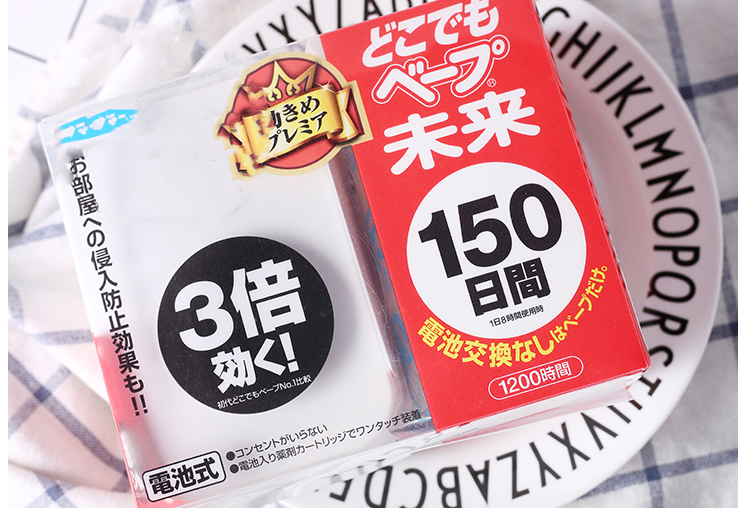 どこでも
ベープ®
未来
効きめ
プレミア
お部屋への侵入防止効果も!!
3倍
効く!
初代どこでもベープNo.1比較
150
日間
1日8時間使用時
電池交換なしはベープだけ。
1200時間
●コンセントがいらない
●電池入り薬剤カートリッジでワンタッチ装着
電池式
VWXYZ
ABCDEFGHIJKLMNOPQRSTUVWXYZABCDE